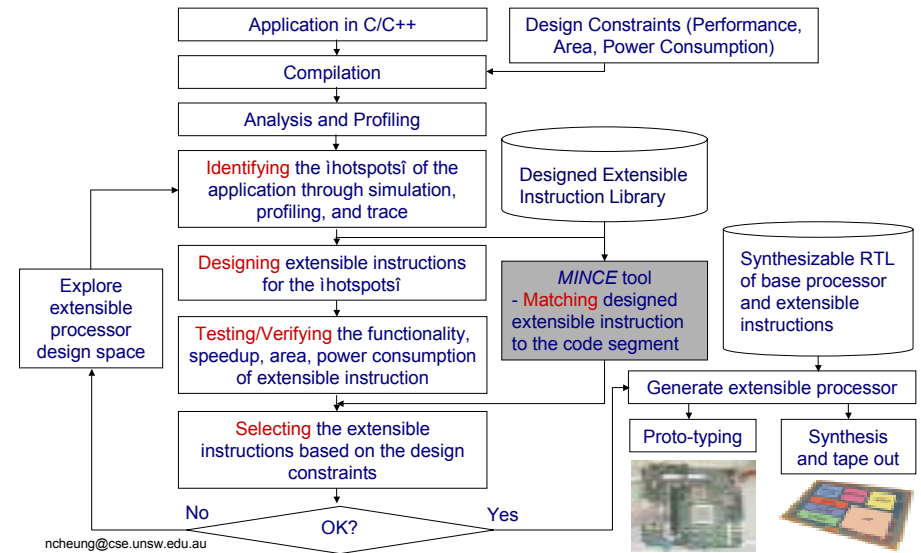 Application in C/C++
Design Constraints (Performance,
Area, Power Consumption)
Compilation
Analysis and Profiling
Identifying the ìhotspotsî of the
application through simulation,
profiling, and trace
Designed Extensible
Instruction Library
Designing extensible instructions
for the ìhotspotsî
MINCE tool
- Matching designed
extensible instruction
to the code segment
Synthesizable RTL
of base processor
and extensible
instructions
Explore
extensible
processor
design space
Testing/Verifying the functionality,
speedup, area, power consumption
of extensible instruction
Generate extensible processor
Selecting the extensible
instructions based on the design
constraints
Proto-typing
Synthesis
and tape out
No
OK?
Yes
ncheung@cse.unsw.edu.au